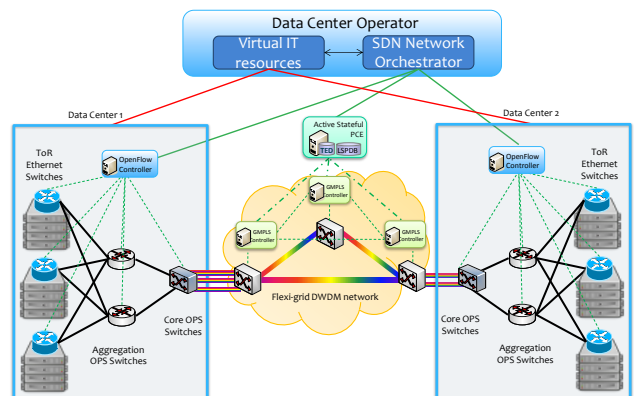 Data Center Operator
Virtual IT
resources
SDN Network
Orchestrator
Data Center 1
Data Center 2
Active Stateful
PCE
TED
LSPDB
ToR
Ethernet
Switches
OpenFlow
Controller
OpenFlow
Controller
ToR
Ethernet
Switches
GMPLS
controller
GMPLS
controller
GMPLS
controller
Flexi-grid DWDM network
Core OPS
Switches
Core OPS
Switches
Aggregation
OPS Switches
Aggregation
OPS Switches